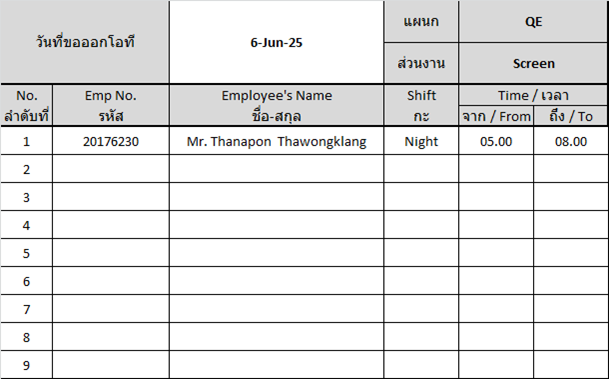 วันที่ขอออกโอที 6-Jun-25 แผนก QE
ส่วนงาน Screen
No. Emp No. Employee's Name Shift Time / เวลา
ลำดับที่ รหัส ชื่อ-สกุล กะ จาก / From ถึง / To
1 20176230 Mr. Thanapon Thawongklang Night 05.00 08.00
2
3
4
5
6
7
8
9